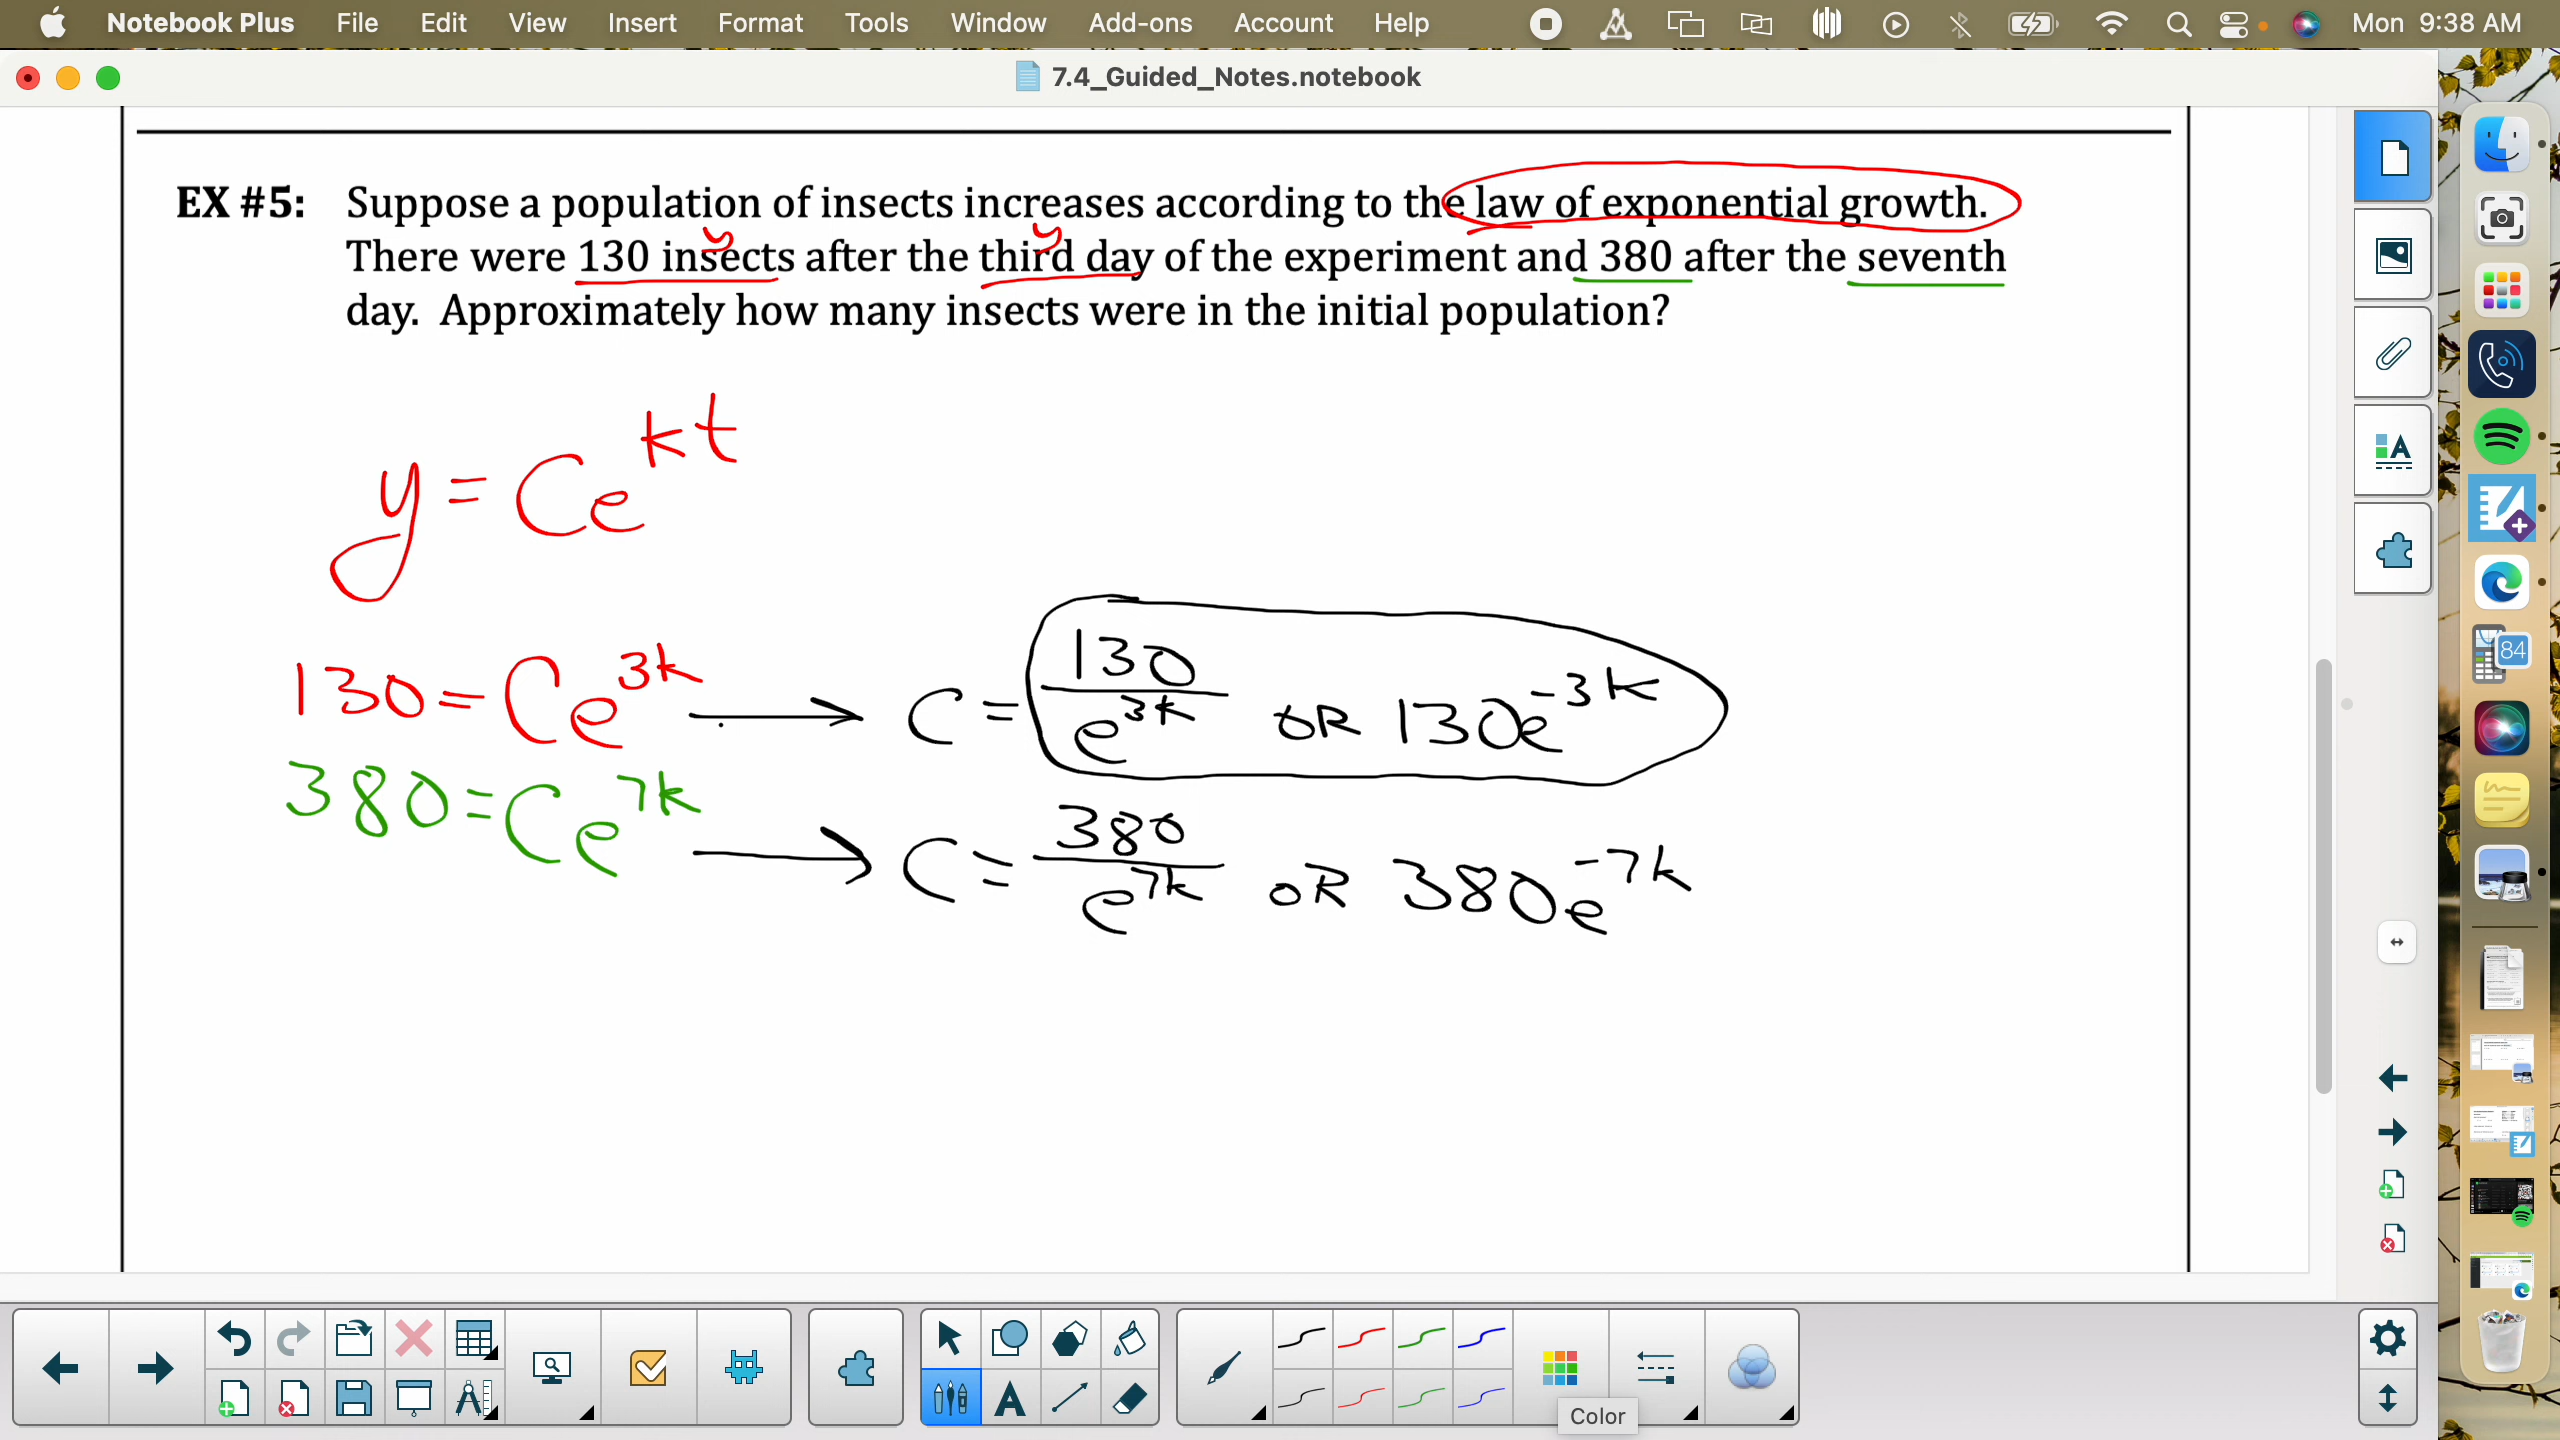 Notebook Plus File Edit View Insert Format Tools Window Add-ons Account Help Mon 9:38 AM
7.4_Guided_Notes.notebook
EX #5: Suppose a population of insects increases according to the law of exponential growth.
There were 130 insects after the third day of the experiment and 380 after the seventh
day. Approximately how many insects were in the initial population?
y = Ce^{kt}
130 = Ce^{3k} → C = 130/e^{3k} OR 130e^{-3k}
380 = Ce^{7k} → C = 380/e^{7k} OR 380e^{-7k}
A
84
A
Color